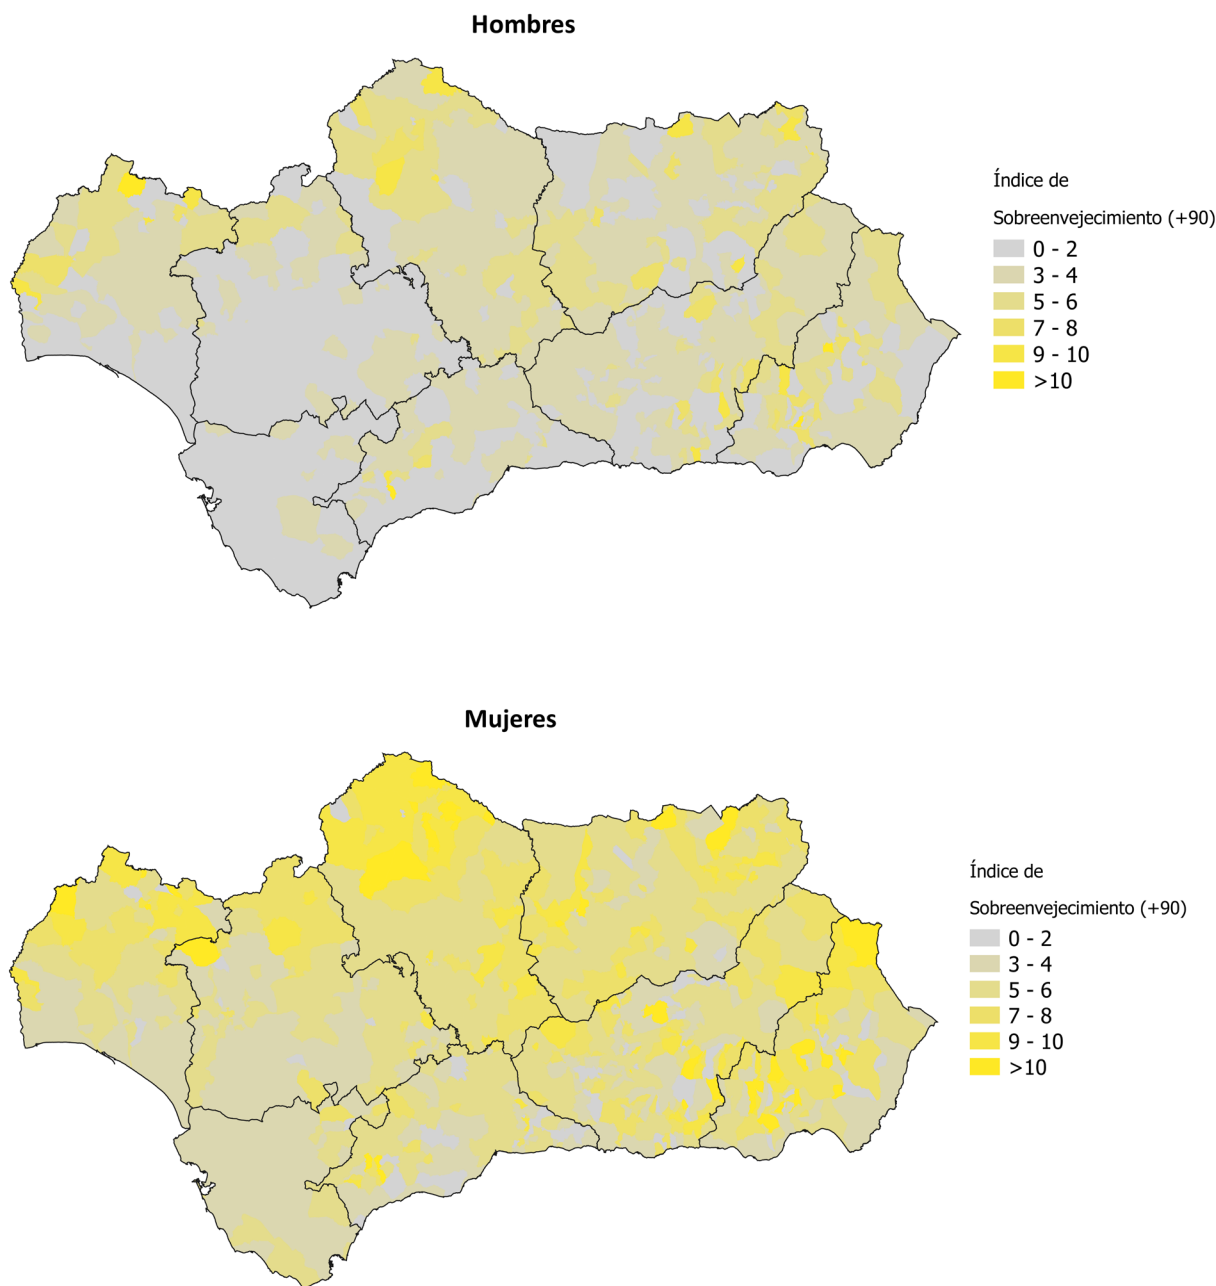 Hombres
Índice de
Sobreenvejecimiento (+90)
0 - 2
3 - 4
5 - 6
7 - 8
9 - 10
>10
Mujeres
Índice de
Sobreenvejecimiento (+90)
0 - 2
3 - 4
5 - 6
7 - 8
9 - 10
>10